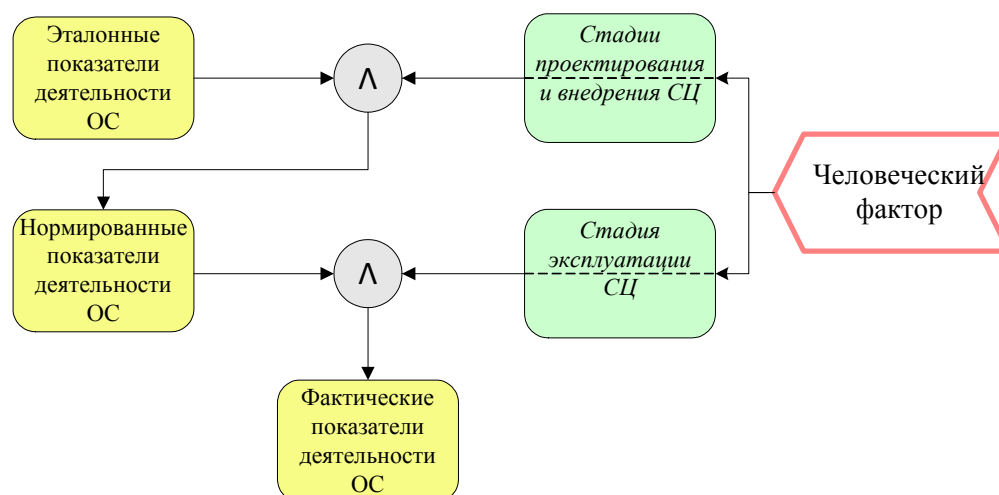 Эталонные
показатели
деятельности
ОС
Λ
Стадии
проектирования
и внедрения СЦ
Человеческий
фактор
Нормированные
показатели
деятельности
ОС
Λ
Стадия
эксплуатации
СЦ
Фактические
показатели
деятельности
ОС